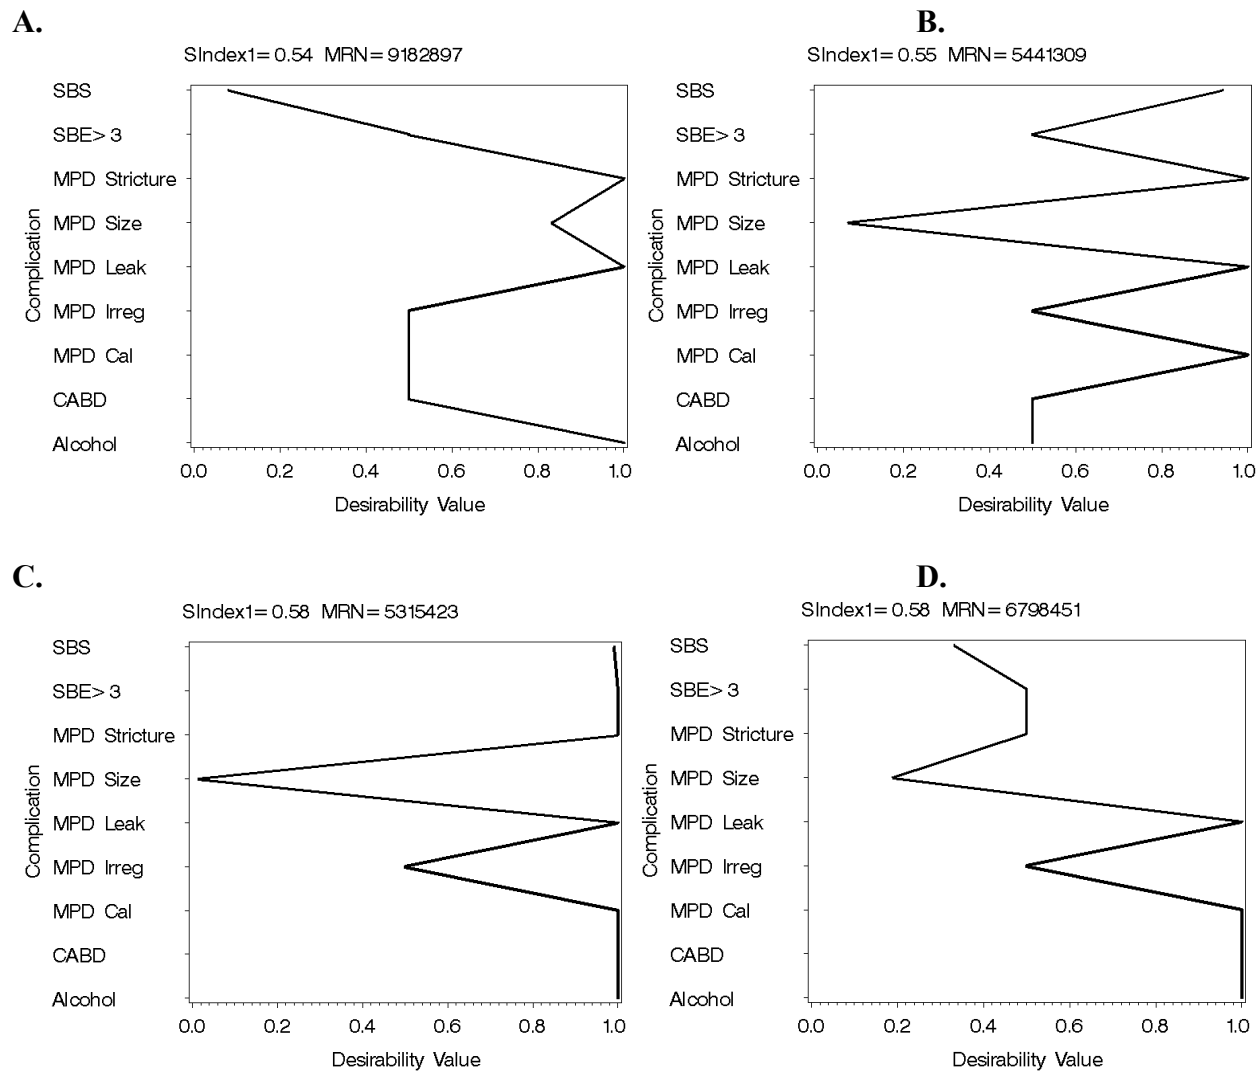 A.
SIndex1= 0.54 MRN= 9182897
SBS
SBE> 3
MPD Stricture
MPD Size
MPD Leak
MPD Irreg
MPD Cal
CABD
Alcohol
Complication
0.0 0.2 0.4 0.6 0.8 1.0
Desirability Value
B.
SIndex1= 0.55 MRN= 5441309
SBS
SBE> 3
MPD Stricture
MPD Size
MPD Leak
MPD Irreg
MPD Cal
CABD
Alcohol
Complication
0.0 0.2 0.4 0.6 0.8 1.0
Desirability Value
C.
SIndex1= 0.58 MRN= 5315423
SBS
SBE> 3
MPD Stricture
MPD Size
MPD Leak
MPD Irreg
MPD Cal
CABD
Alcohol
Complication
0.0 0.2 0.4 0.6 0.8 1.0
Desirability Value
D.
SIndex1= 0.58 MRN= 6798451
SBS
SBE> 3
MPD Stricture
MPD Size
MPD Leak
MPD Irreg
MPD Cal
CABD
Alcohol
Complication
0.0 0.2 0.4 0.6 0.8 1.0
Desirability Value